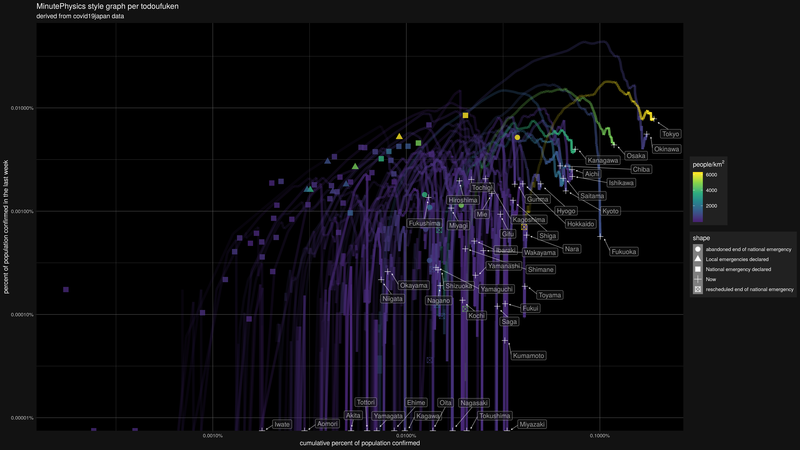 MinutePhysics style graph per todoufuken
derived from covid19japan data
percent of population confirmed in the last week
0.01000%
0.00100%
0.00010%
0.00001%
0.0010%
0.0100%
0.1000%
cumulative percent of population confirmed
Tokyo
Okinawa
Osaka
Kanagawa
Chiba
Aichi
Ishikawa
Saitama
Kyoto
Tochigi
Hiroshima
Gunma
Hyogo
Mie
Kagoshima
Hokkaido
Fukushima
Miyagi
Gifu
Shiga
Fukuoka
Nara
Ibaraki
Wakayama
Yamanashi
Shimane
Okayama
Shizuoka
Yamaguchi
Niigata
Nagano
Toyama
Kochi
Fukui
Saga
Kumamoto
Tottori
Ehime
Oita
Nagasaki
Akita
Yamagata
Kagawa
Tokushima
Iwate
Aomori
Miyazaki
people/km²
6000
4000
2000
shape
abandoned end of national emergency
Local emergencies declared
National emergency declared
Now
rescheduled end of national emergency